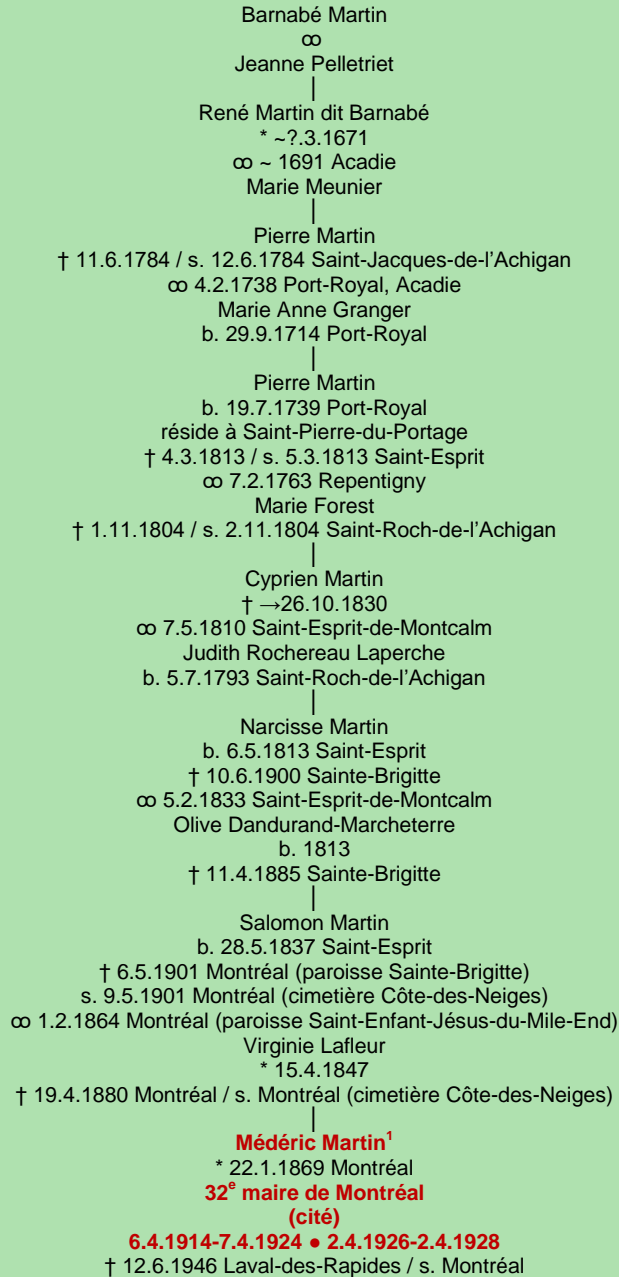 Barnabé Martin
ꝏ
Jeanne Pelletriet
|
René Martin dit Barnabé
* ~?.3.1671
ꝏ ~ 1691 Acadie
Marie Meunier
|
Pierre Martin
† 11.6.1784 / s. 12.6.1784 Saint-Jacques-de-l'Achigan
ꝏ 4.2.1738 Port-Royal, Acadie
Marie Anne Granger
b. 29.9.1714 Port-Royal
|
Pierre Martin
b. 19.7.1739 Port-Royal
réside à Saint-Pierre-du-Portage
† 4.3.1813 / s. 5.3.1813 Saint-Esprit
ꝏ 7.2.1763 Repentigny
Marie Forest
† 1.11.1804 / s. 2.11.1804 Saint-Roch-de-l'Achigan
|
Cyprien Martin
† →26.10.1830
ꝏ 7.5.1810 Saint-Esprit-de-Montcalm
Judith Rochereau Laperche
b. 5.7.1793 Saint-Roch-de-l'Achigan
|
Narcisse Martin
b. 6.5.1813 Saint-Esprit
† 10.6.1900 Sainte-Brigitte
ꝏ 5.2.1833 Saint-Esprit-de-Montcalm
Olive Dandurand-Marcheterre
b. 1813
† 11.4.1885 Sainte-Brigitte
|
Salomon Martin
b. 28.5.1837 Saint-Esprit
† 6.5.1901 Montréal (paroisse Sainte-Brigitte)
s. 9.5.1901 Montréal (cimetière Côte-des-Neiges)
ꝏ 1.2.1864 Montréal (paroisse Saint-Enfant-Jésus-du-Mile-End)
Virginie Lafleur
* 15.4.1847
† 19.4.1880 Montréal / s. Montréal (cimetière Côte-des-Neiges)
|
Médéric Martin¹
* 22.1.1869 Montréal
32ᵉ maire de Montréal
(cité)
6.4.1914-7.4.1924 ● 2.4.1926-2.4.1928
† 12.6.1946 Laval-des-Rapides / s. Montréal